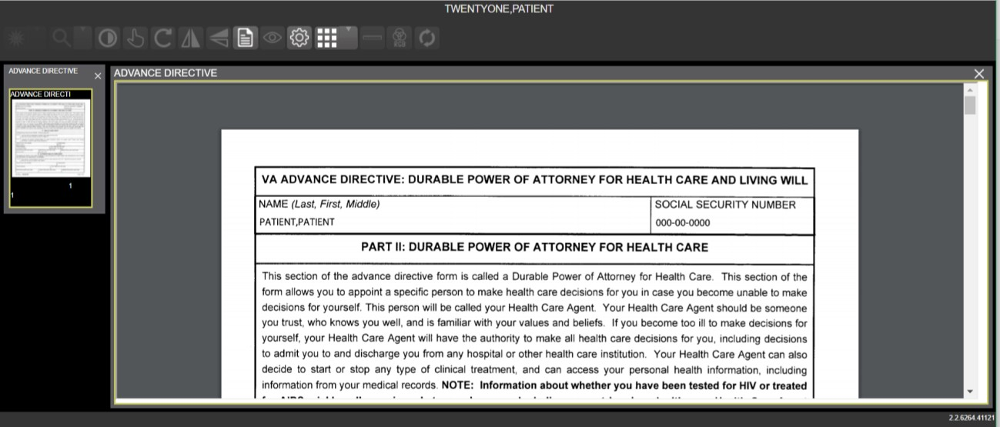 TWENTYONE,PATIENT
ADVANCE DIRECTIVE
ADVANCE DIRECTI
1
1
ADVANCE DIRECTIVE
VA ADVANCE DIRECTIVE: DURABLE POWER OF ATTORNEY FOR HEALTH CARE AND LIVING WILL
NAME (Last, First, Middle)
SOCIAL SECURITY NUMBER
PATIENT,PATIENT
000-00-0000
PART II: DURABLE POWER OF ATTORNEY FOR HEALTH CARE
This section of the advance directive form is called a Durable Power of Attorney for Health Care. This section of the
form allows you to appoint a specific person to make health care decisions for you in case you become unable to make
decisions for yourself. This person will be called your Health Care Agent. Your Health Care Agent should be someone
you trust, who knows you well, and is familiar with your values and beliefs. If you become too ill to make decisions for
yourself, your Health Care Agent will have the authority to make all health care decisions for you, including decisions
to admit you to and discharge you from any hospital or other health care institution. Your Health Care Agent can also
decide to start or stop any type of clinical treatment, and can access your personal health information, including
information from your medical records. NOTE: Information about whether you have been tested for HIV or treated
2.2.6264.41121